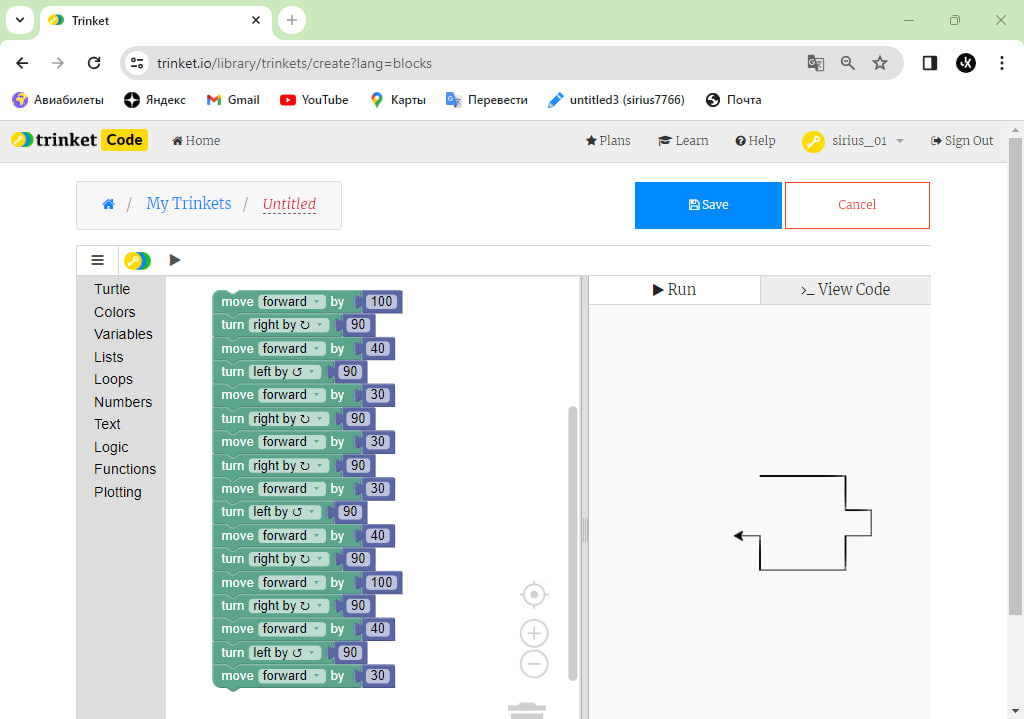 Trinket
trinket.io/library/trinkets/create?lang=blocks
Авиабилеты Яндекс Gmail YouTube Карты Перевести untitled3 (sirius7766) Почта
trinket Code Home Plans Learn Help sirius_01 Sign Out
My Trinkets / Untitled Save Cancel
Run >_ View Code
Turtle
Colors
Variables
Lists
Loops
Numbers
Text
Logic
Functions
Plotting
move forward by 100
turn right by ↻ 90
move forward by 40
turn left by ↺ 90
move forward by 30
turn right by ↻ 90
move forward by 30
turn right by ↻ 90
move forward by 30
turn left by ↺ 90
move forward by 40
turn right by ↻ 90
move forward by 100
turn right by ↻ 90
move forward by 40
turn left by ↺ 90
move forward by 30